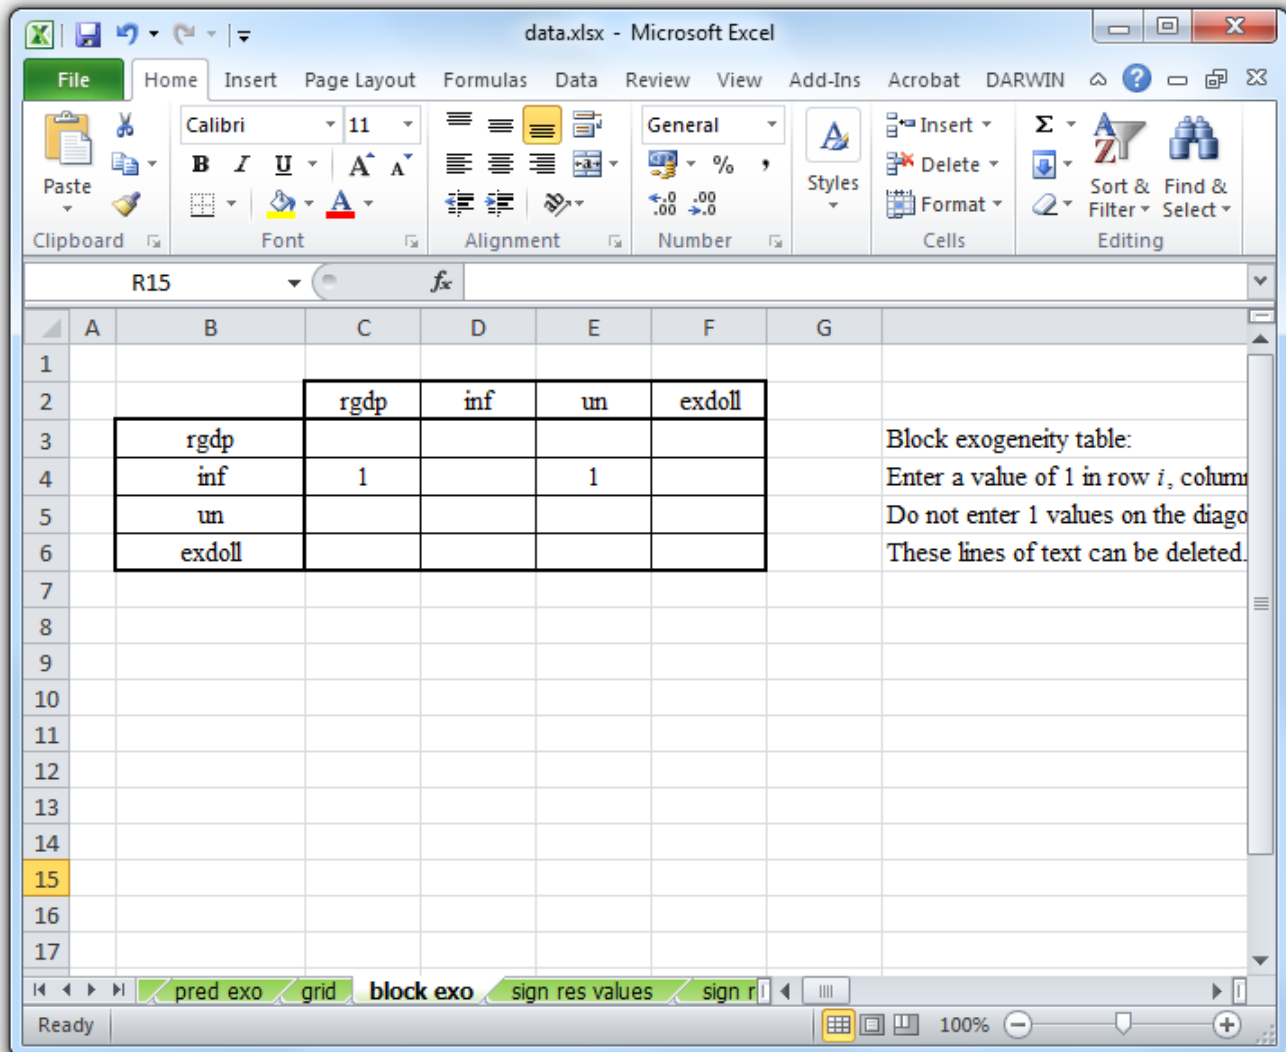 data.xlsx - Microsoft Excel
File Home Insert Page Layout Formulas Data Review View Add-Ins Acrobat DARWIN
Calibri 11 General Insert
B I U A A % , Delete
Paste Styles Sort & Find &
A .00 .00 Format Filter Select
Clipboard Font Alignment Number Cells Editing
R15 fx
A B C D E F G
1
2 rgdp inf un exdoll
3 rgdp Block exogeneity table:
4 inf 1 1 Enter a value of 1 in row i, colum
5 un Do not enter 1 values on the diago
6 exdoll These lines of text can be deleted.
7
8
9
10
11
12
13
14
15
16
17
pred exo grid block exo sign res values sign r
Ready 100%